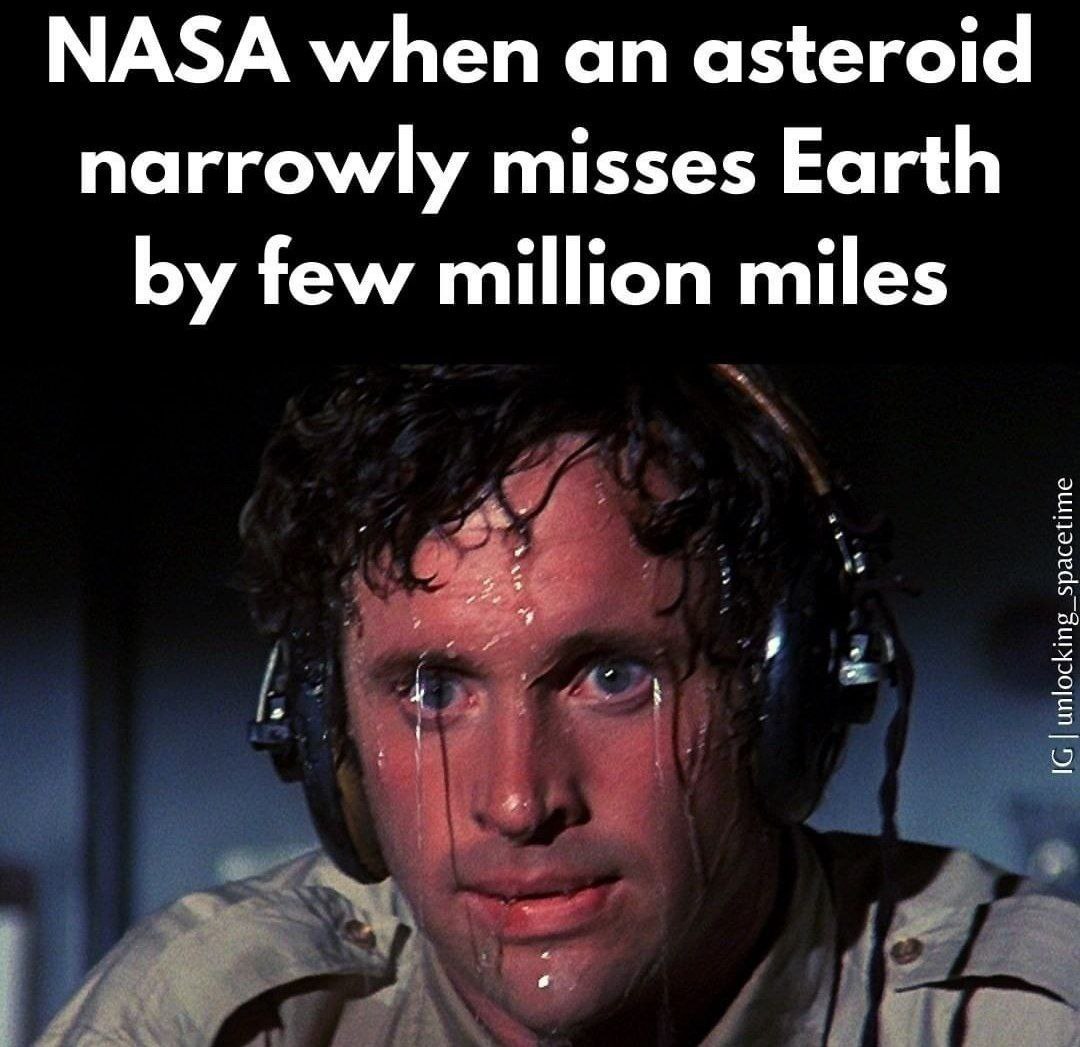 NASA when an asteroid
narrowly misses Earth
by few million miles
IG | unlocking_spacetime